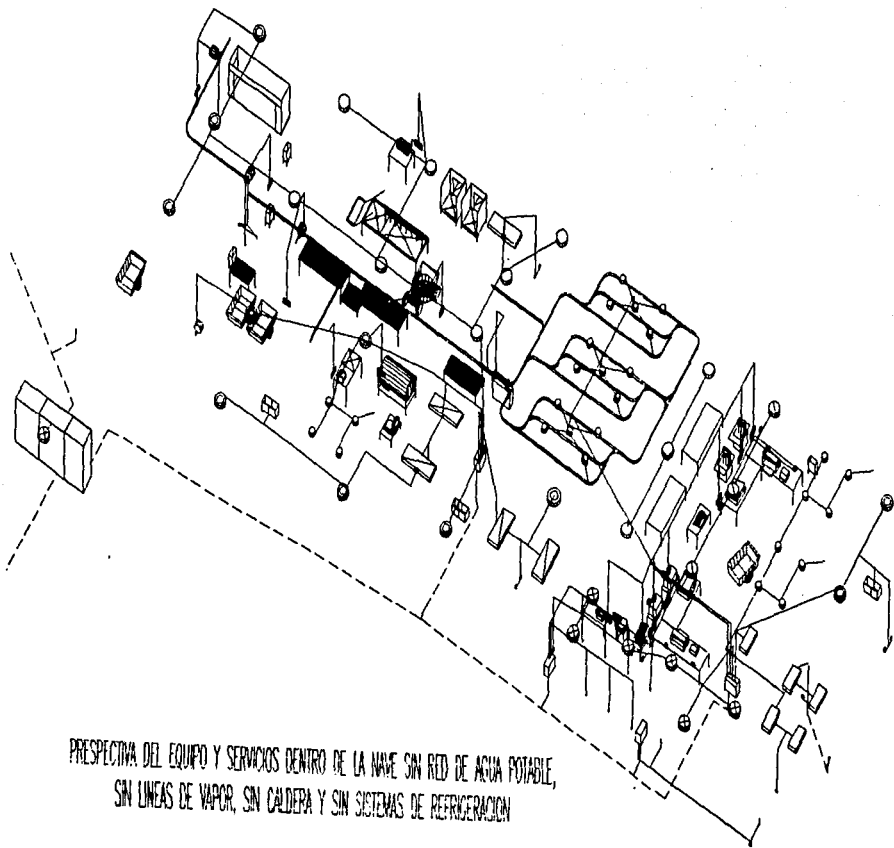 PRESPECTIVA DEL EQUIPO Y SERVICIOS DENTRO DE LA NAVE SIN RED DE AGUA POTABLE,
SIN LINEAS DE VAPOR, SIN CALDERA Y SIN SISTEMAS DE REFRIGERACION